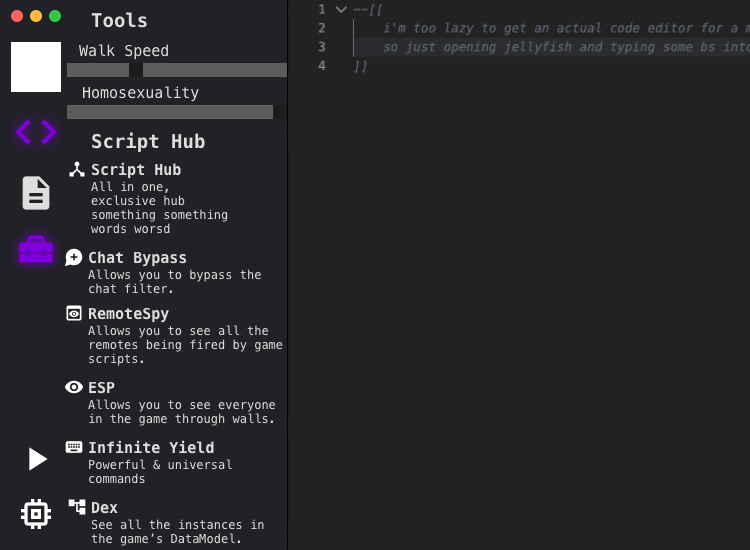 Tools
Walk Speed
Homosexuality
Script Hub
Script Hub
All in one,
exclusive hub
something something
words worsd
Chat Bypass
Allows you to bypass the
chat filter.
RemoteSpy
Allows you to see all the
remotes being fired by game
scripts.
ESP
Allows you to see everyone
in the game through walls.
Infinite Yield
Powerful & universal
commands
Dex
See all the instances in
the game's DataModel.
1 --[[
2 i'm too lazy to get an actual code editor for a
3 so just opening jellyfish and typing some bs into
4 ]]